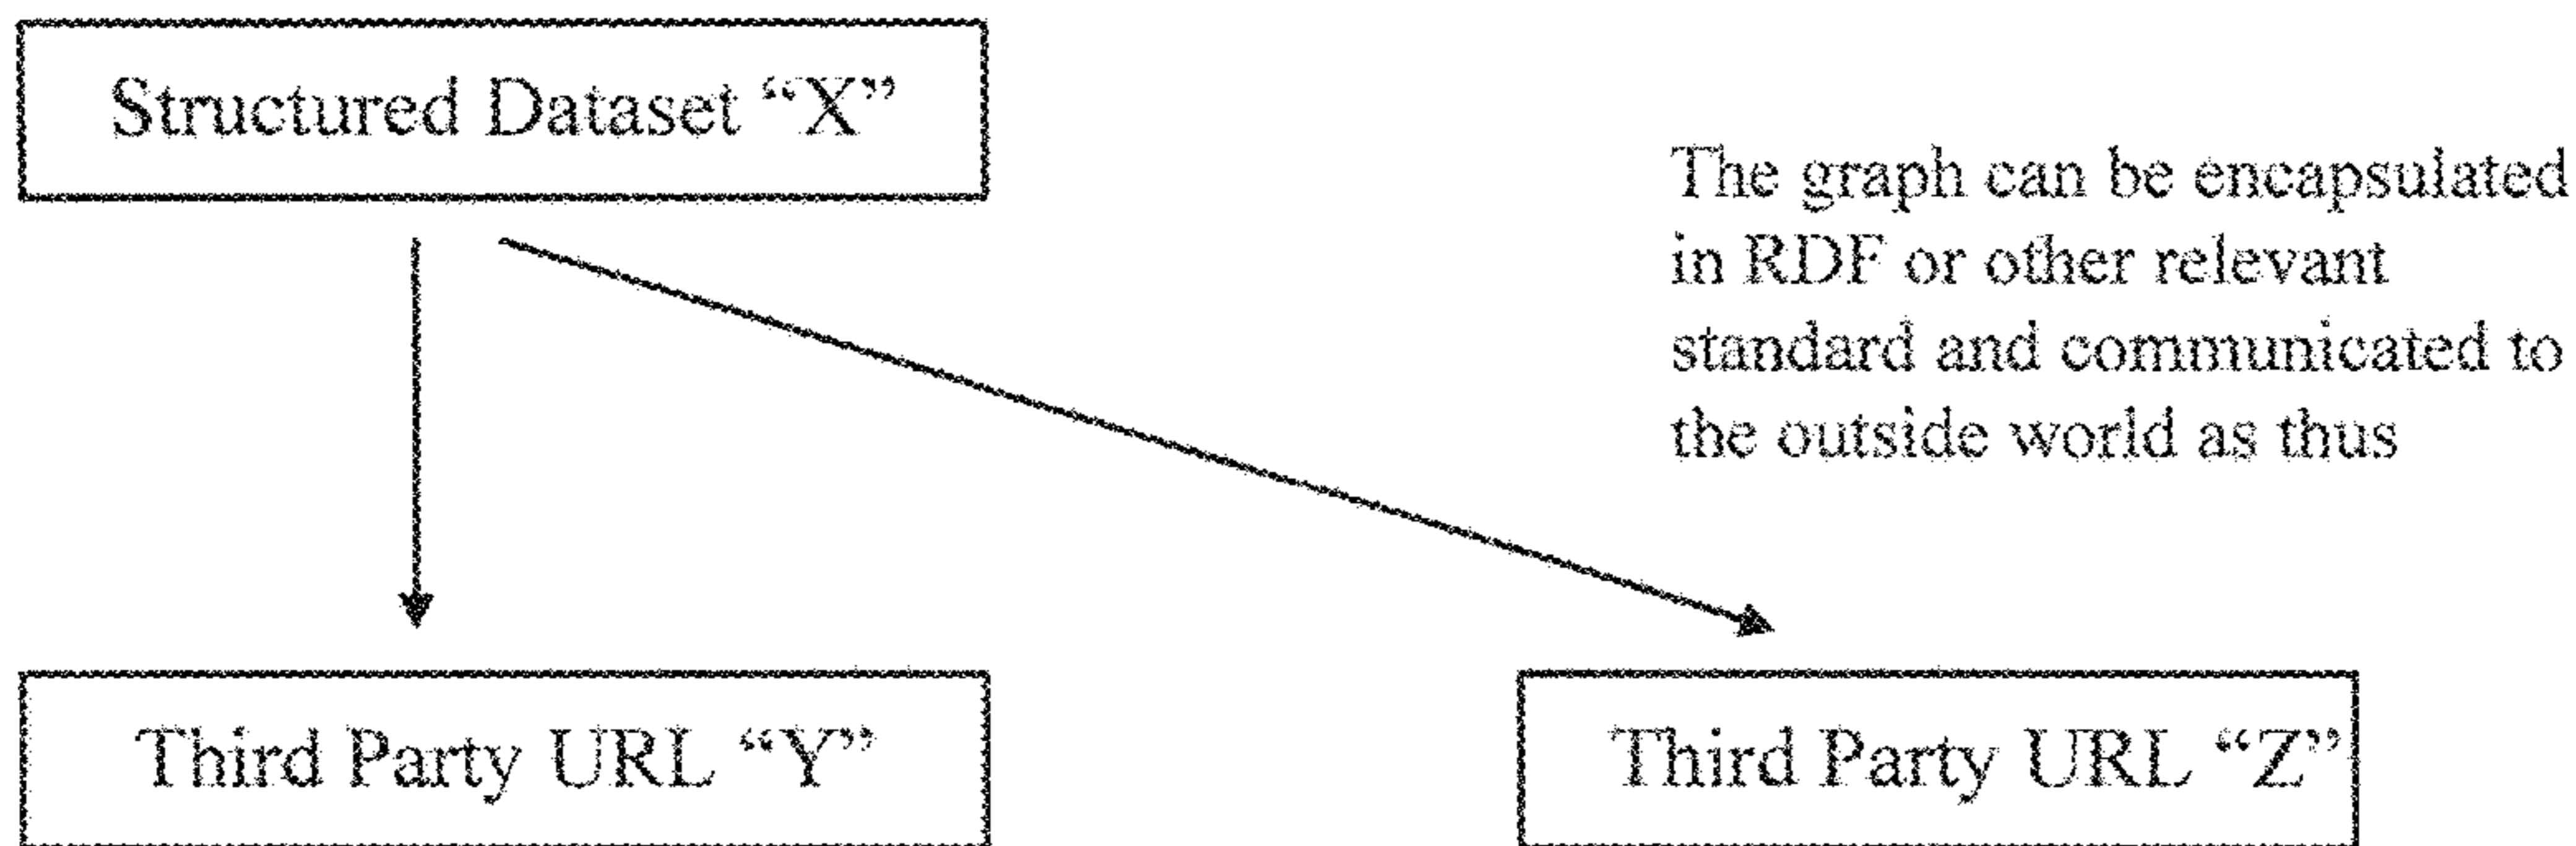 Structured Dataset “X”
The graph can be encapsulated
in RDF or other relevant
standard and communicated to
the outside world as thus
Third Party URL “Y”
Third Party URL “Z”